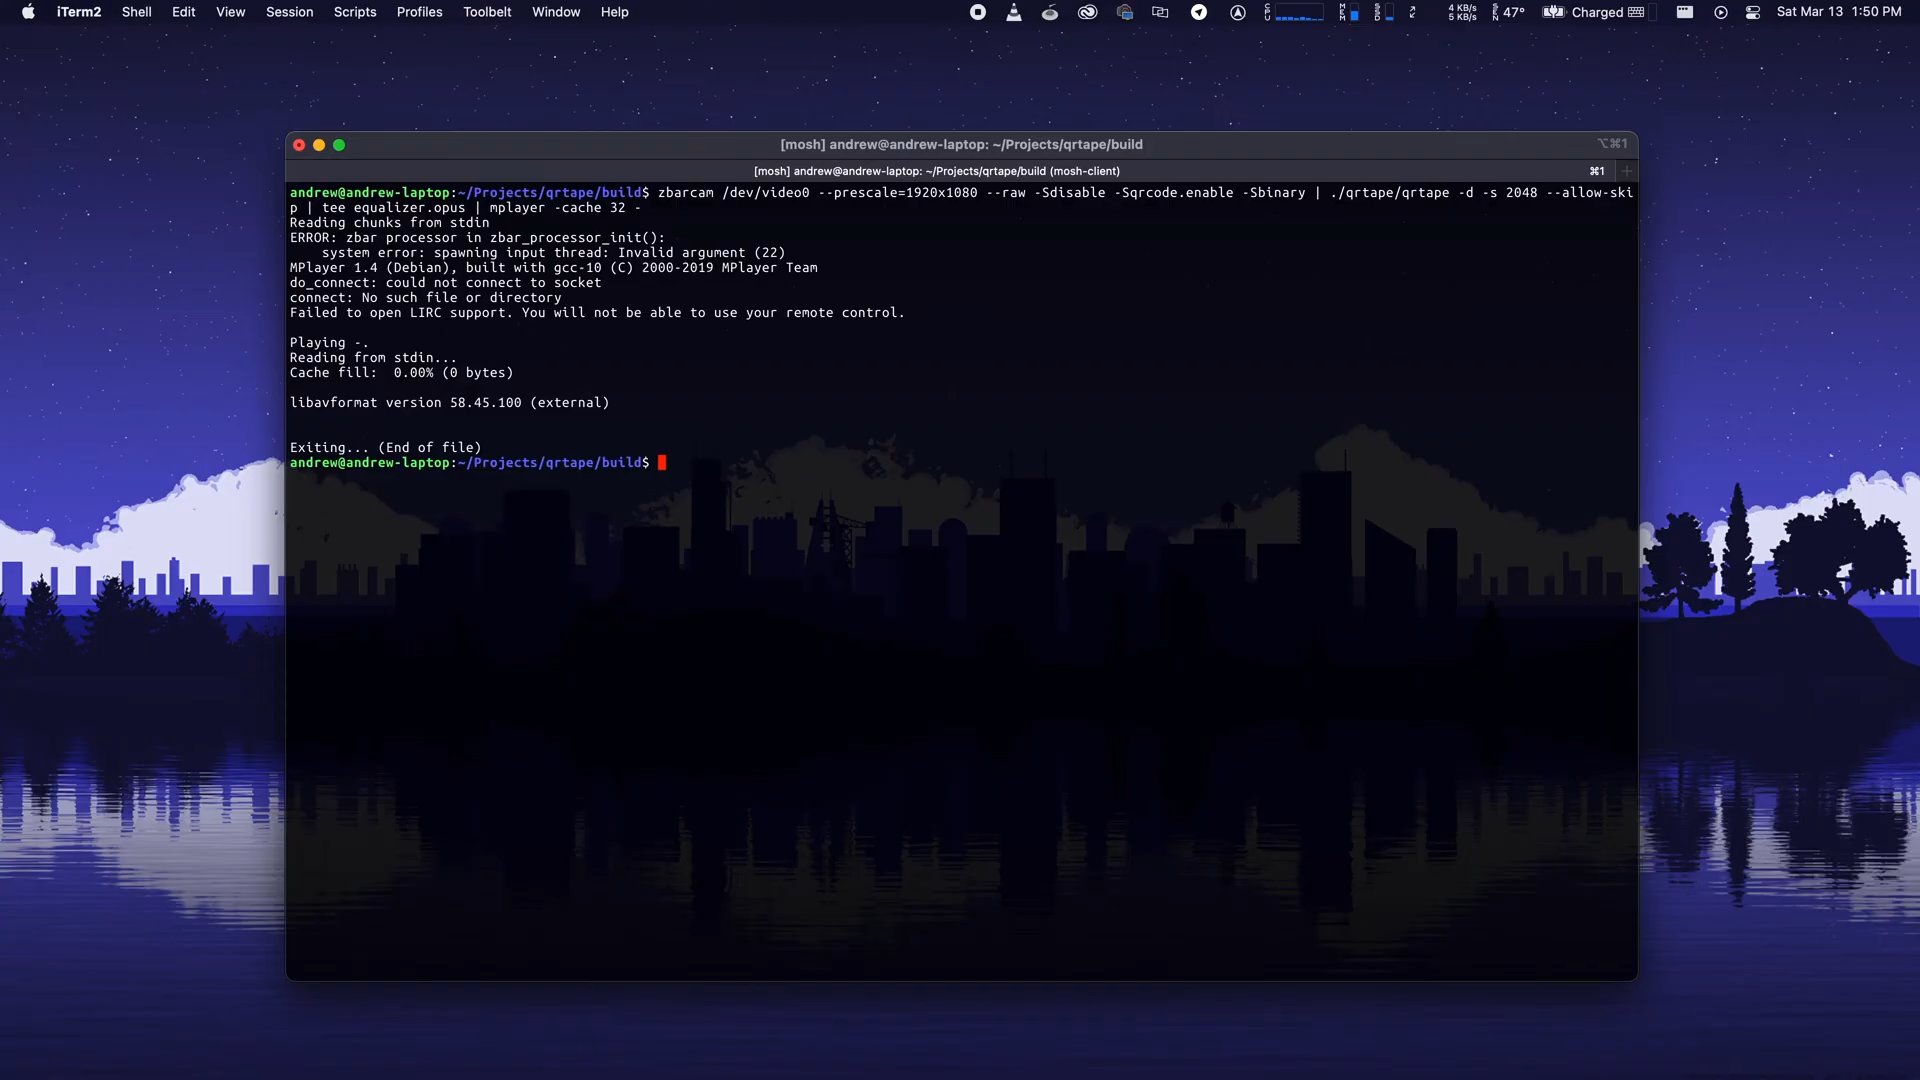 iTerm2 Shell Edit View Session Scripts Profiles Toolbelt Window Help CPU MEM SSD 4 KB/s 5 KB/s SEN 47° Charged Sat Mar 13 1:50 PM
[mosh] andrew@andrew-laptop: ~/Projects/qrtape/build ⌥⌘1
[mosh] andrew@andrew-laptop: ~/Projects/qrtape/build (mosh-client) ⌘1 +
andrew@andrew-laptop:~/Projects/qrtape/build$ zbarcam /dev/video0 --prescale=1920x1080 --raw -Sdisable -Sqrcode.enable -Sbinary | ./qrtape/qrtape -d -s 2048 --allow-ski
p | tee equalizer.opus | mplayer -cache 32 -
Reading chunks from stdin
ERROR: zbar processor in zbar_processor_init():
system error: spawning input thread: Invalid argument (22)
MPlayer 1.4 (Debian), built with gcc-10 (C) 2000-2019 MPlayer Team
do_connect: could not connect to socket
connect: No such file or directory
Failed to open LIRC support. You will not be able to use your remote control.
Playing -.
Reading from stdin...
Cache fill:  0.00% (0 bytes)
libavformat version 58.45.100 (external)
Exiting... (End of file)
andrew@andrew-laptop:~/Projects/qrtape/build$